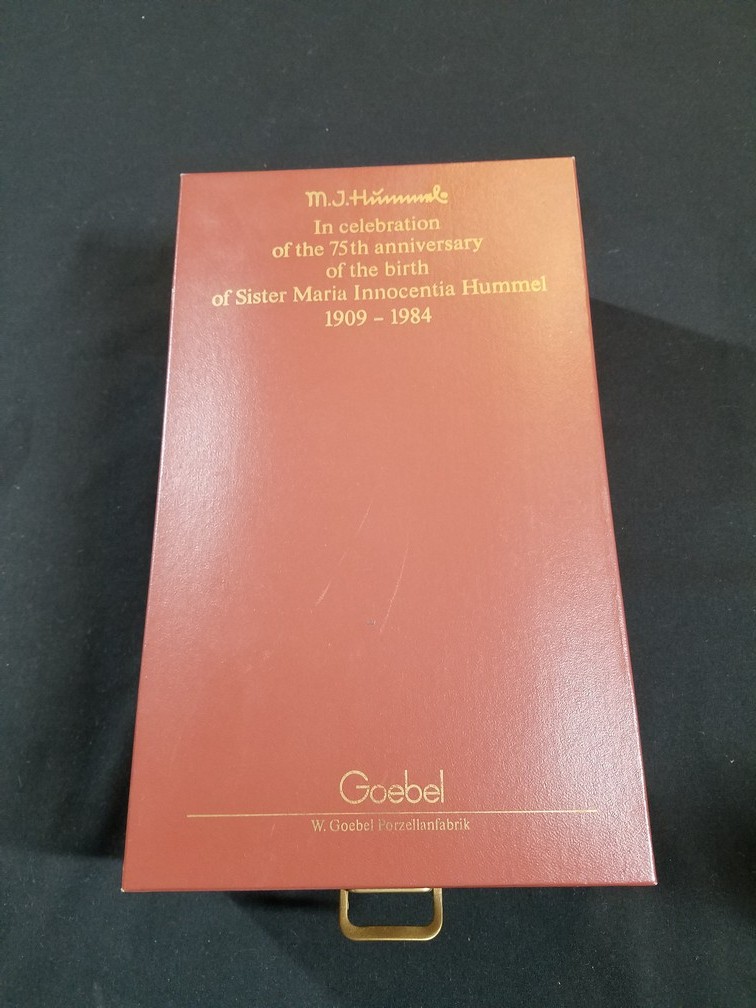 M.J.Hummel
In celebration
of the 75th anniversary
of the birth
of Sister Maria Innocentia Hummel
1909 – 1984
Goebel
W. Goebel Porzellanfabrik